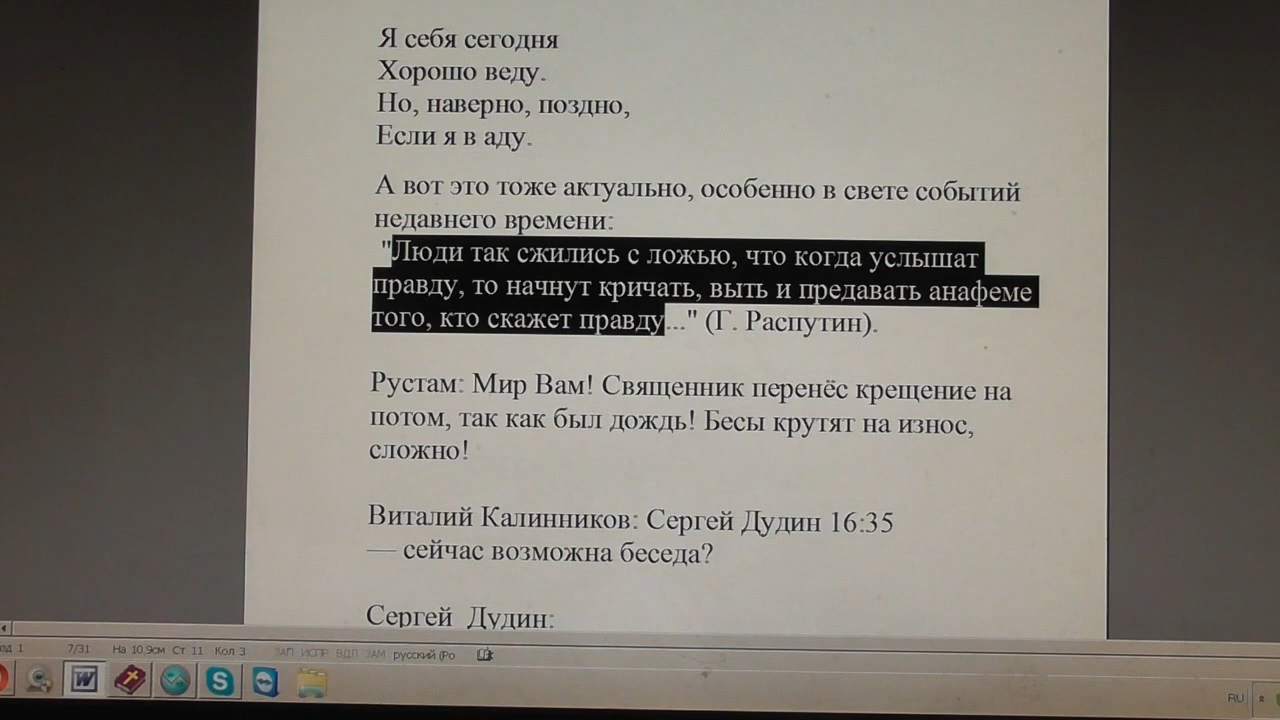 Я себя сегодня
Хорошо веду.
Но, наверно, поздно,
Если я в аду.
А вот это тоже актуально, особенно в свете событий
недавнего времени:
"Люди так сжились с ложью, что когда услышат
правду, то начнут кричать, выть и предавать анафеме
того, кто скажет правду..." (Г. Распутин).
Рустам: Мир Вам! Священник перенёс крещение на
потом, так как был дождь! Бесы крутят на износ,
сложно!
Виталий Калинников: Сергей Дудин 16:35
— сейчас возможна беседа?
Сергей Дудин:
1 7/31 На 10,9см Ст 11 Кол 3 ЗАП ИСПР ВДЛ ЗАМ русский (Ро
W S RU